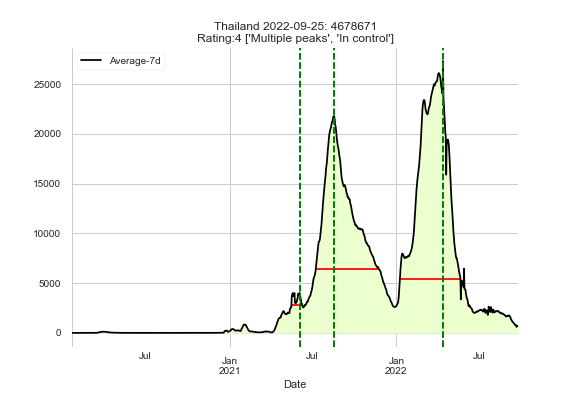 Thailand 2022-09-25: 4678671
Rating:4 ['Multiple peaks', 'In control']
Average-7d
25000
20000
15000
10000
5000
0
Jul
Jan
2021
Jul
Jan
2022
Jul
Date